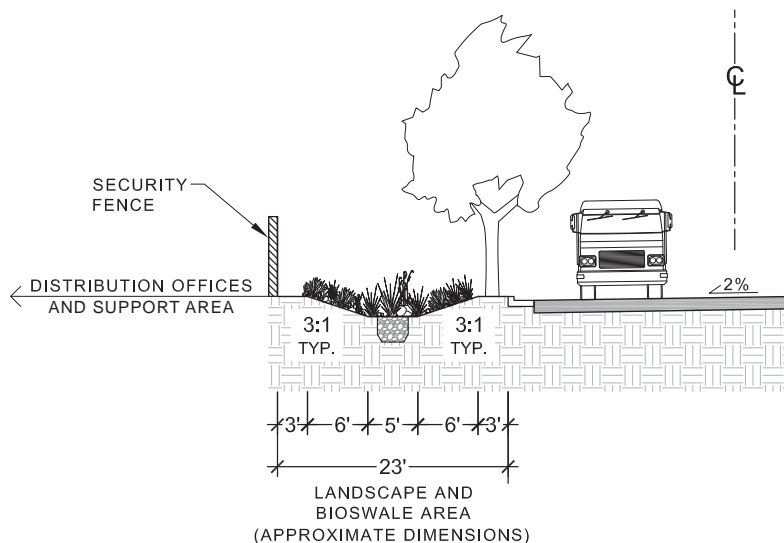 ℄
SECURITY
FENCE
DISTRIBUTION OFFICES
AND SUPPORT AREA
2%
3:1
TYP.
3:1
TYP.
3' 6' 5' 6' 3'
23'
LANDSCAPE AND
BIOSWALE AREA
(APPROXIMATE DIMENSIONS)